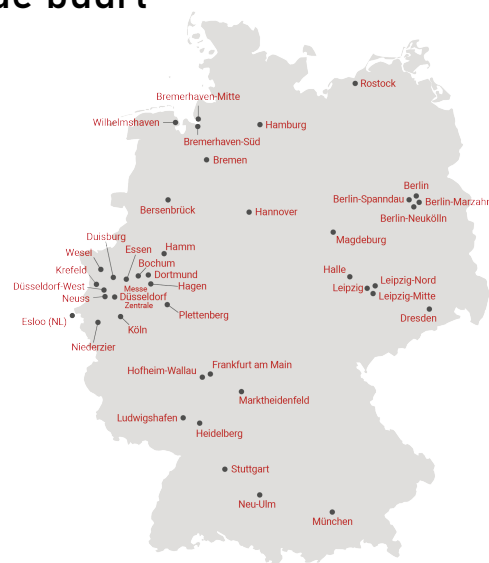 Rostock
Bremerhaven-Mitte
Wilhelmshaven
Hamburg
Bremerhaven-Süd
Bremen
Berlin
Berlin-Spanndau
Berlin-Marzahn
Berlin-Neukölln
Bersenbrück
Hannover
Magdeburg
Duisburg
Wesel
Essen
Hamm
Bochum
Krefeld
Dortmund
Halle
Leipzig-Nord
Düsseldorf-West
Messe
Hagen
Leipzig
Neuss
Düsseldorf
Zentrale
Leipzig-Mitte
Plettenberg
Esloo (NL)
Köln
Dresden
Niederzier
Frankfurt am Main
Hofheim-Wallau
Marktheidenfeld
Ludwigshafen
Heidelberg
Stuttgart
Neu-Ulm
München